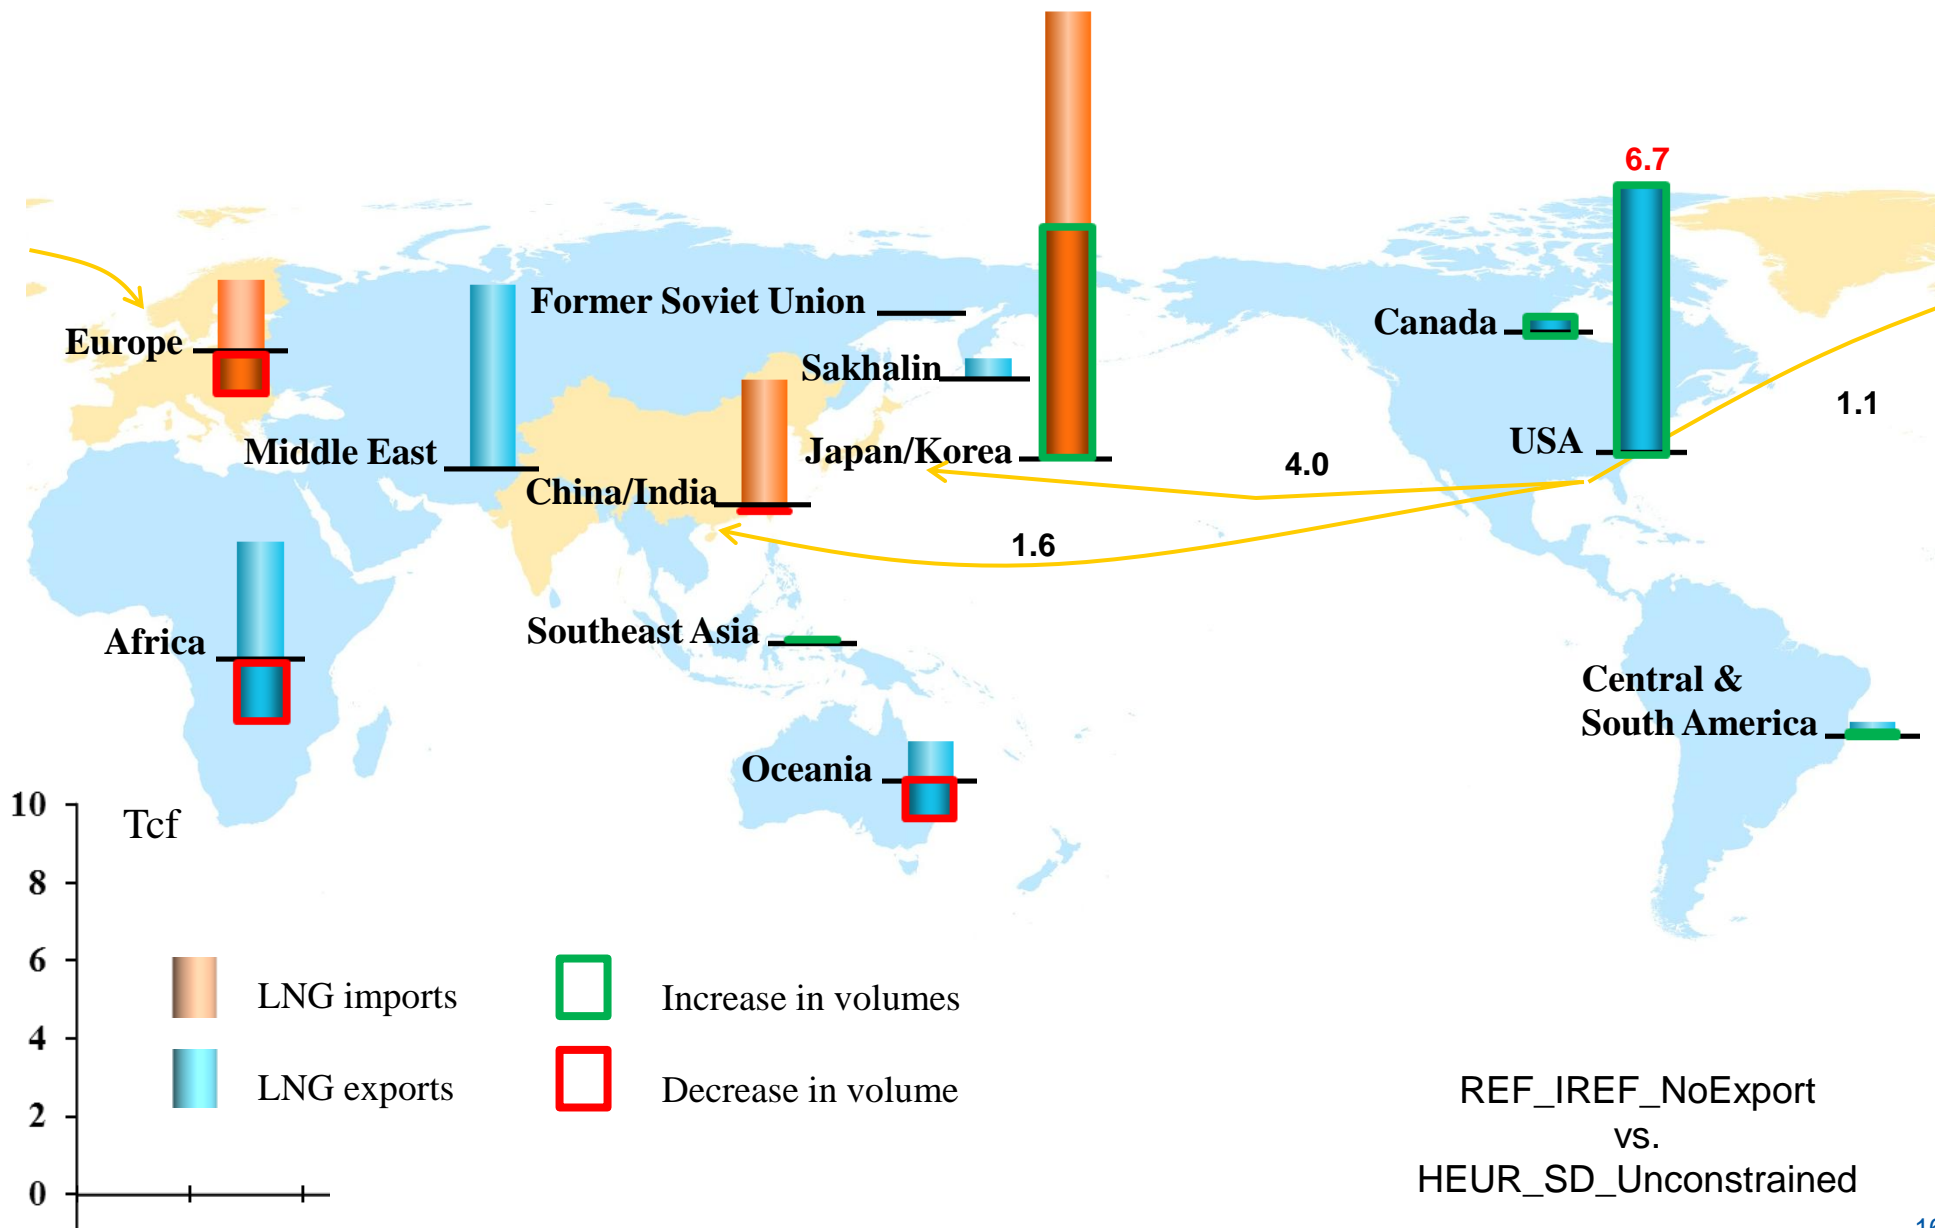 6.7
Former Soviet Union
Canada
Europe
Sakhalin
1.1
USA
Middle East
Japan/Korea
4.0
China/India
1.6
Southeast Asia
Africa
Central &
South America
Oceania
10
Tcf
8
6
LNG imports
Increase in volumes
4
LNG exports
Decrease in volume
2
0
REF_IREF_NoExport
vs.
HEUR_SD_Unconstrained